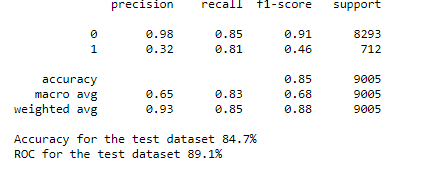 precision recall f1-score support
0 0.98 0.85 0.91 8293
1 0.32 0.81 0.46 712
accuracy 0.85 9005
macro avg 0.65 0.83 0.68 9005
weighted avg 0.93 0.85 0.88 9005
Accuracy for the test dataset 84.7%
ROC for the test dataset 89.1%